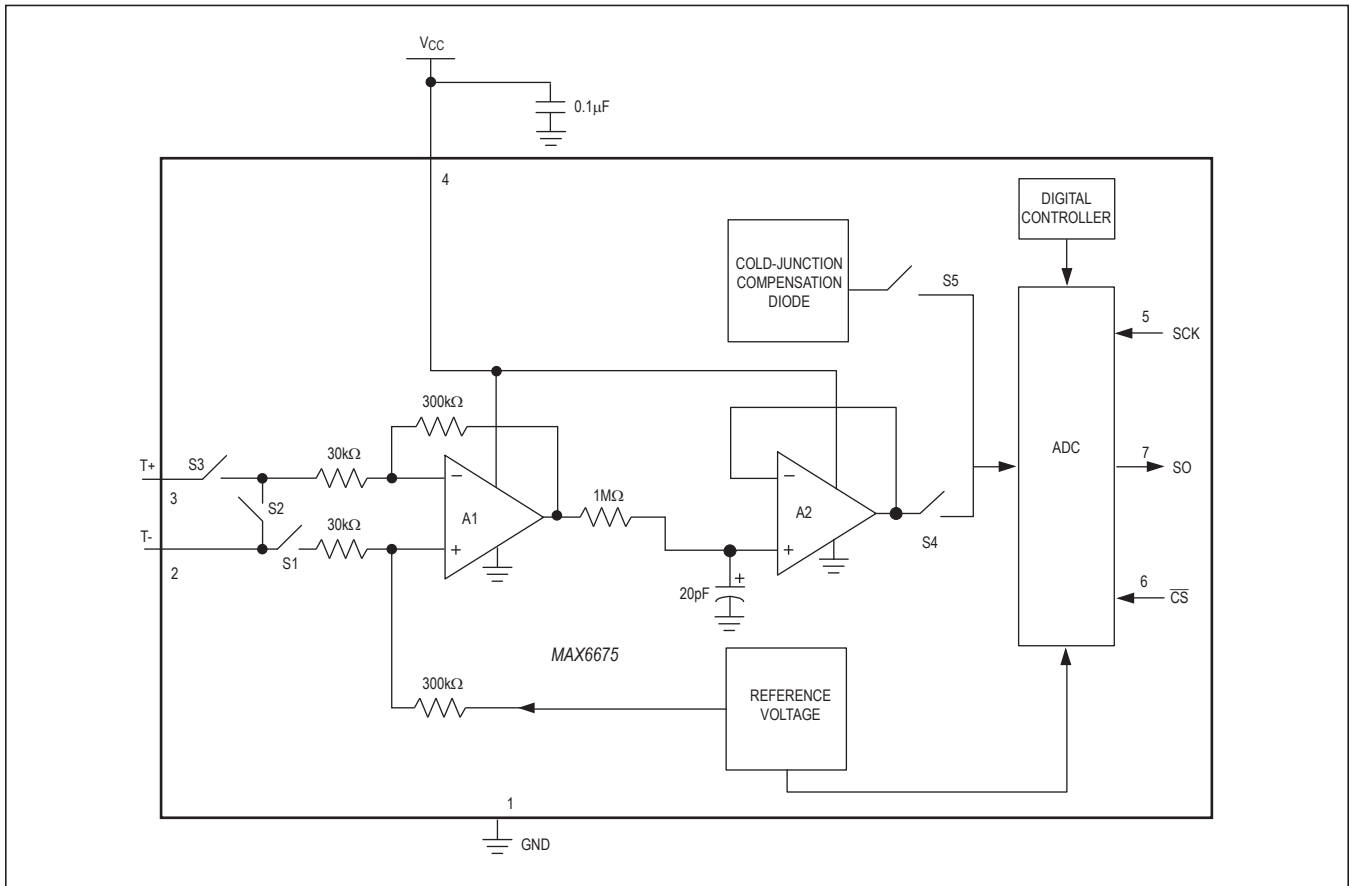 VCC
0.1µF
4
DIGITAL
CONTROLLER
COLD-JUNCTION
COMPENSATION
DIODE
S5
5
SCK
300kΩ
30kΩ
T+
S3
3
S2
A1
1MΩ
A2
ADC
7
SO
30kΩ
T-
S1
2
S4
20pF
6
CS
MAX6675
300kΩ
REFERENCE
VOLTAGE
1
GND